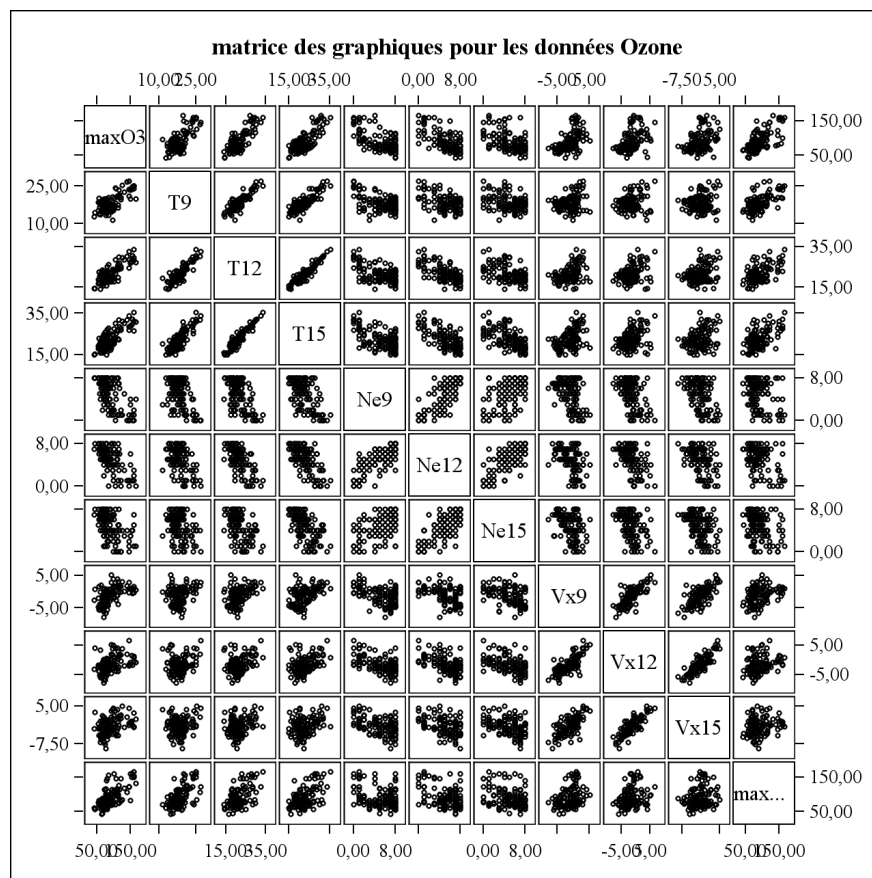 matrice des graphiques pour les données Ozone
10,00 25,00 15,00 35,00 0,00 8,00 -5,00 5,00 -7,50 5,00
maxO3 150,00
50,00
25,00
10,00 T9
T12 35,00
15,00
35,00
15,00 T15
Ne9 8,00
0,00
8,00
0,00 Ne12
Ne15 8,00
0,00
5,00
-5,00 Vx9
Vx12 5,00
-5,00
5,00
-7,50 Vx15
max... 150,00
50,00
50,00 150,00 15,00 35,00 0,00 8,00 0,00 8,00 -5,00 5,00 50,00 150,00